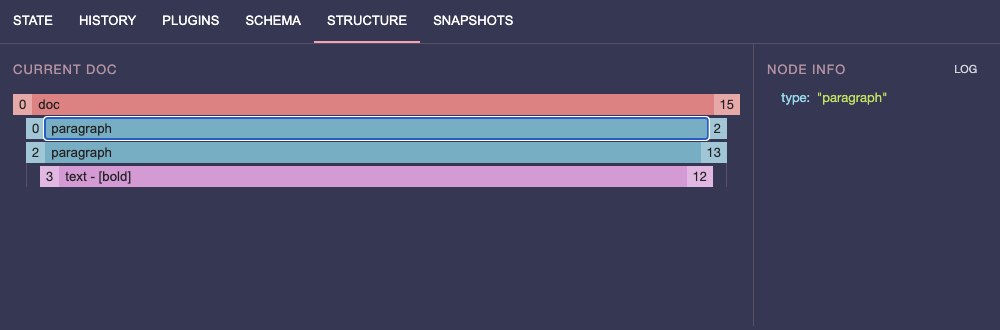 STATE HISTORY PLUGINS SCHEMA STRUCTURE SNAPSHOTS
CURRENT DOC
0 doc 15
0 paragraph 2
2 paragraph 13
3 text - [bold] 12
NODE INFO LOG
type: "paragraph"